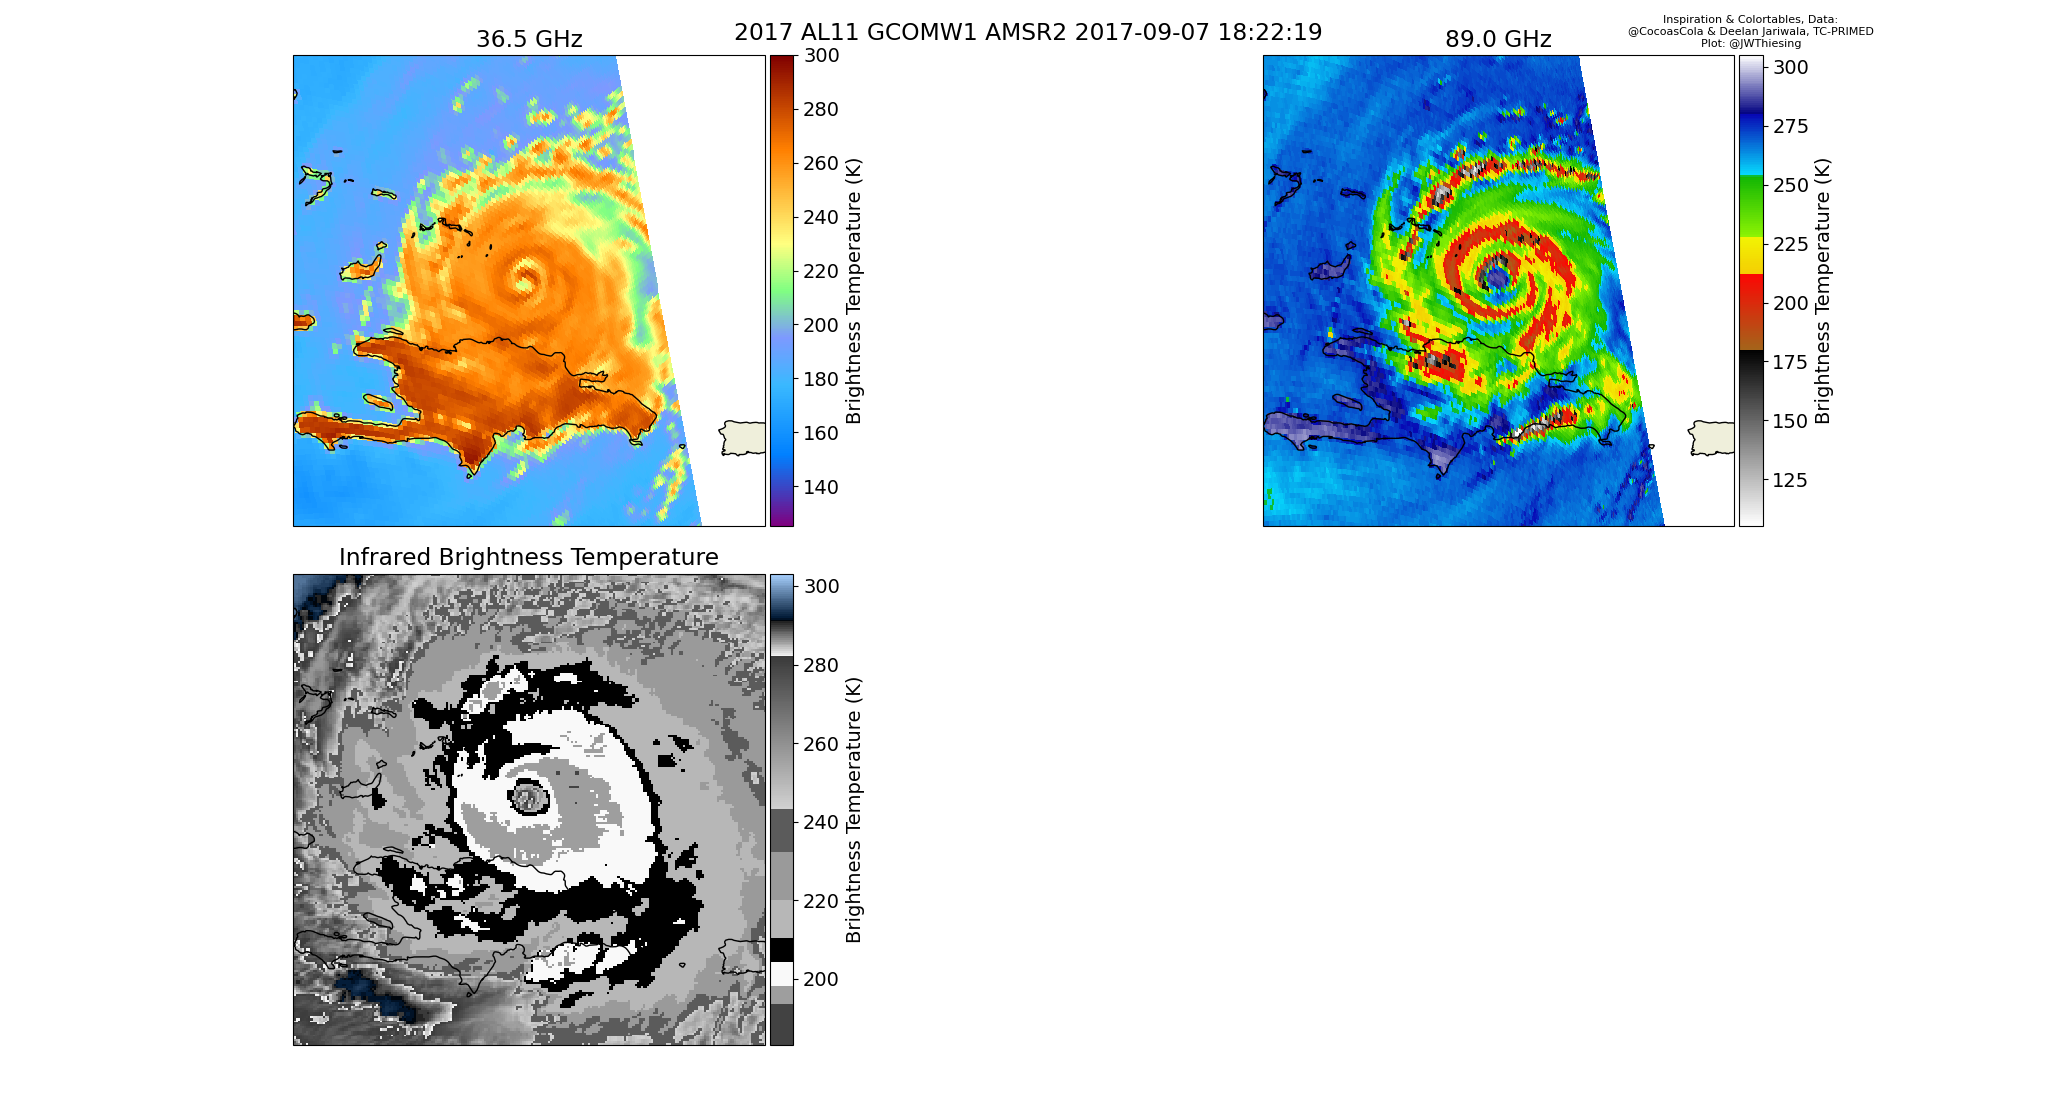 2017 AL11 GCOMW1 AMSR2 2017-09-07 18:22:19
Inspiration & Colortables, Data:
@CocoasCola & Deelan Jariwala, TC-PRIMED
Plot: @JWThiesing
36.5 GHz
300
280
260
240
220
200
180
160
140
Brightness Temperature (K)
89.0 GHz
300
275
250
225
200
175
150
125
Brightness Temperature (K)
Infrared Brightness Temperature
300
280
260
240
220
200
Brightness Temperature (K)